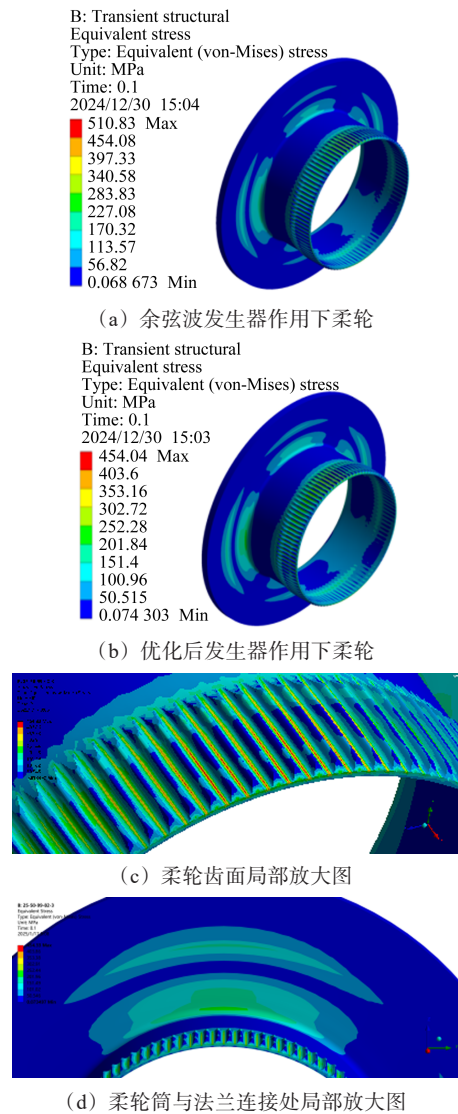 B: Transient structural
Equivalent stress
Type: Equivalent (von-Mises) stress
Unit: MPa
Time: 0.1
2024/12/30 15:04
510.83 Max
454.08
397.33
340.58
283.83
227.08
170.32
113.57
56.82
0.068 673 Min
（a）余弦波发生器作用下柔轮
B: Transient structural
Equivalent stress
Type: Equivalent (von-Mises) stress
Unit: MPa
Time: 0.1
2024/12/30 15:03
454.04 Max
403.6
353.16
302.72
252.28
201.84
151.4
100.96
50.515
0.074 303 Min
（b）优化后发生器作用下柔轮
（c）柔轮齿面局部放大图
Equivalent Stress
Unit: MPa
（d）柔轮筒与法兰连接处局部放大图